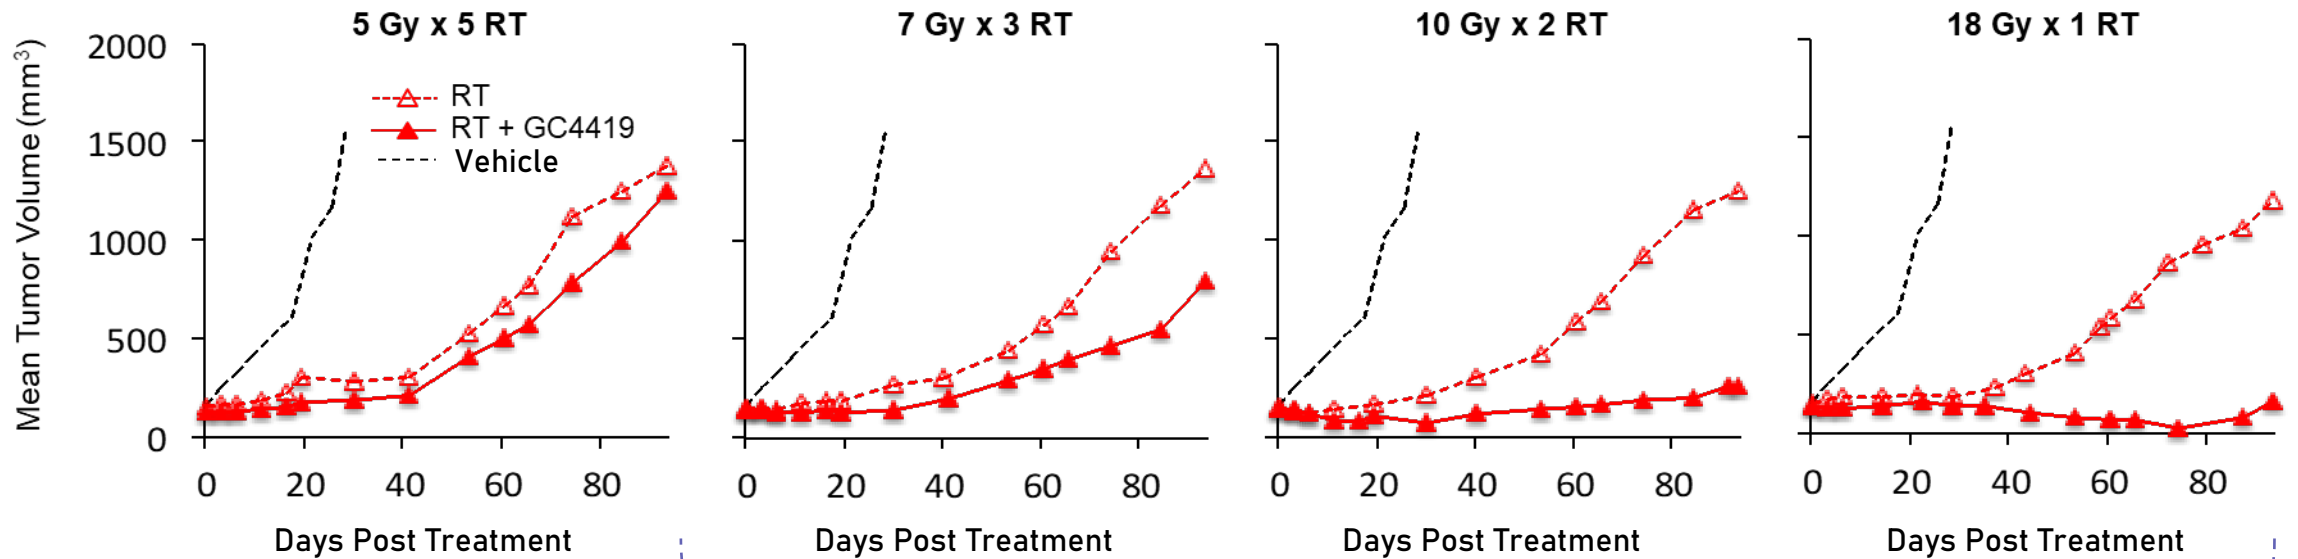 5 Gy x 5 RT
7 Gy x 3 RT
10 Gy x 2 RT
18 Gy x 1 RT
Mean Tumor Volume (mm³)
2000
1500
1000
500
0
RT
RT + GC4419
Vehicle
0 20 40 60 80
0 20 40 60 80
0 20 40 60 80
0 20 40 60 80
Days Post Treatment
Days Post Treatment
Days Post Treatment
Days Post Treatment